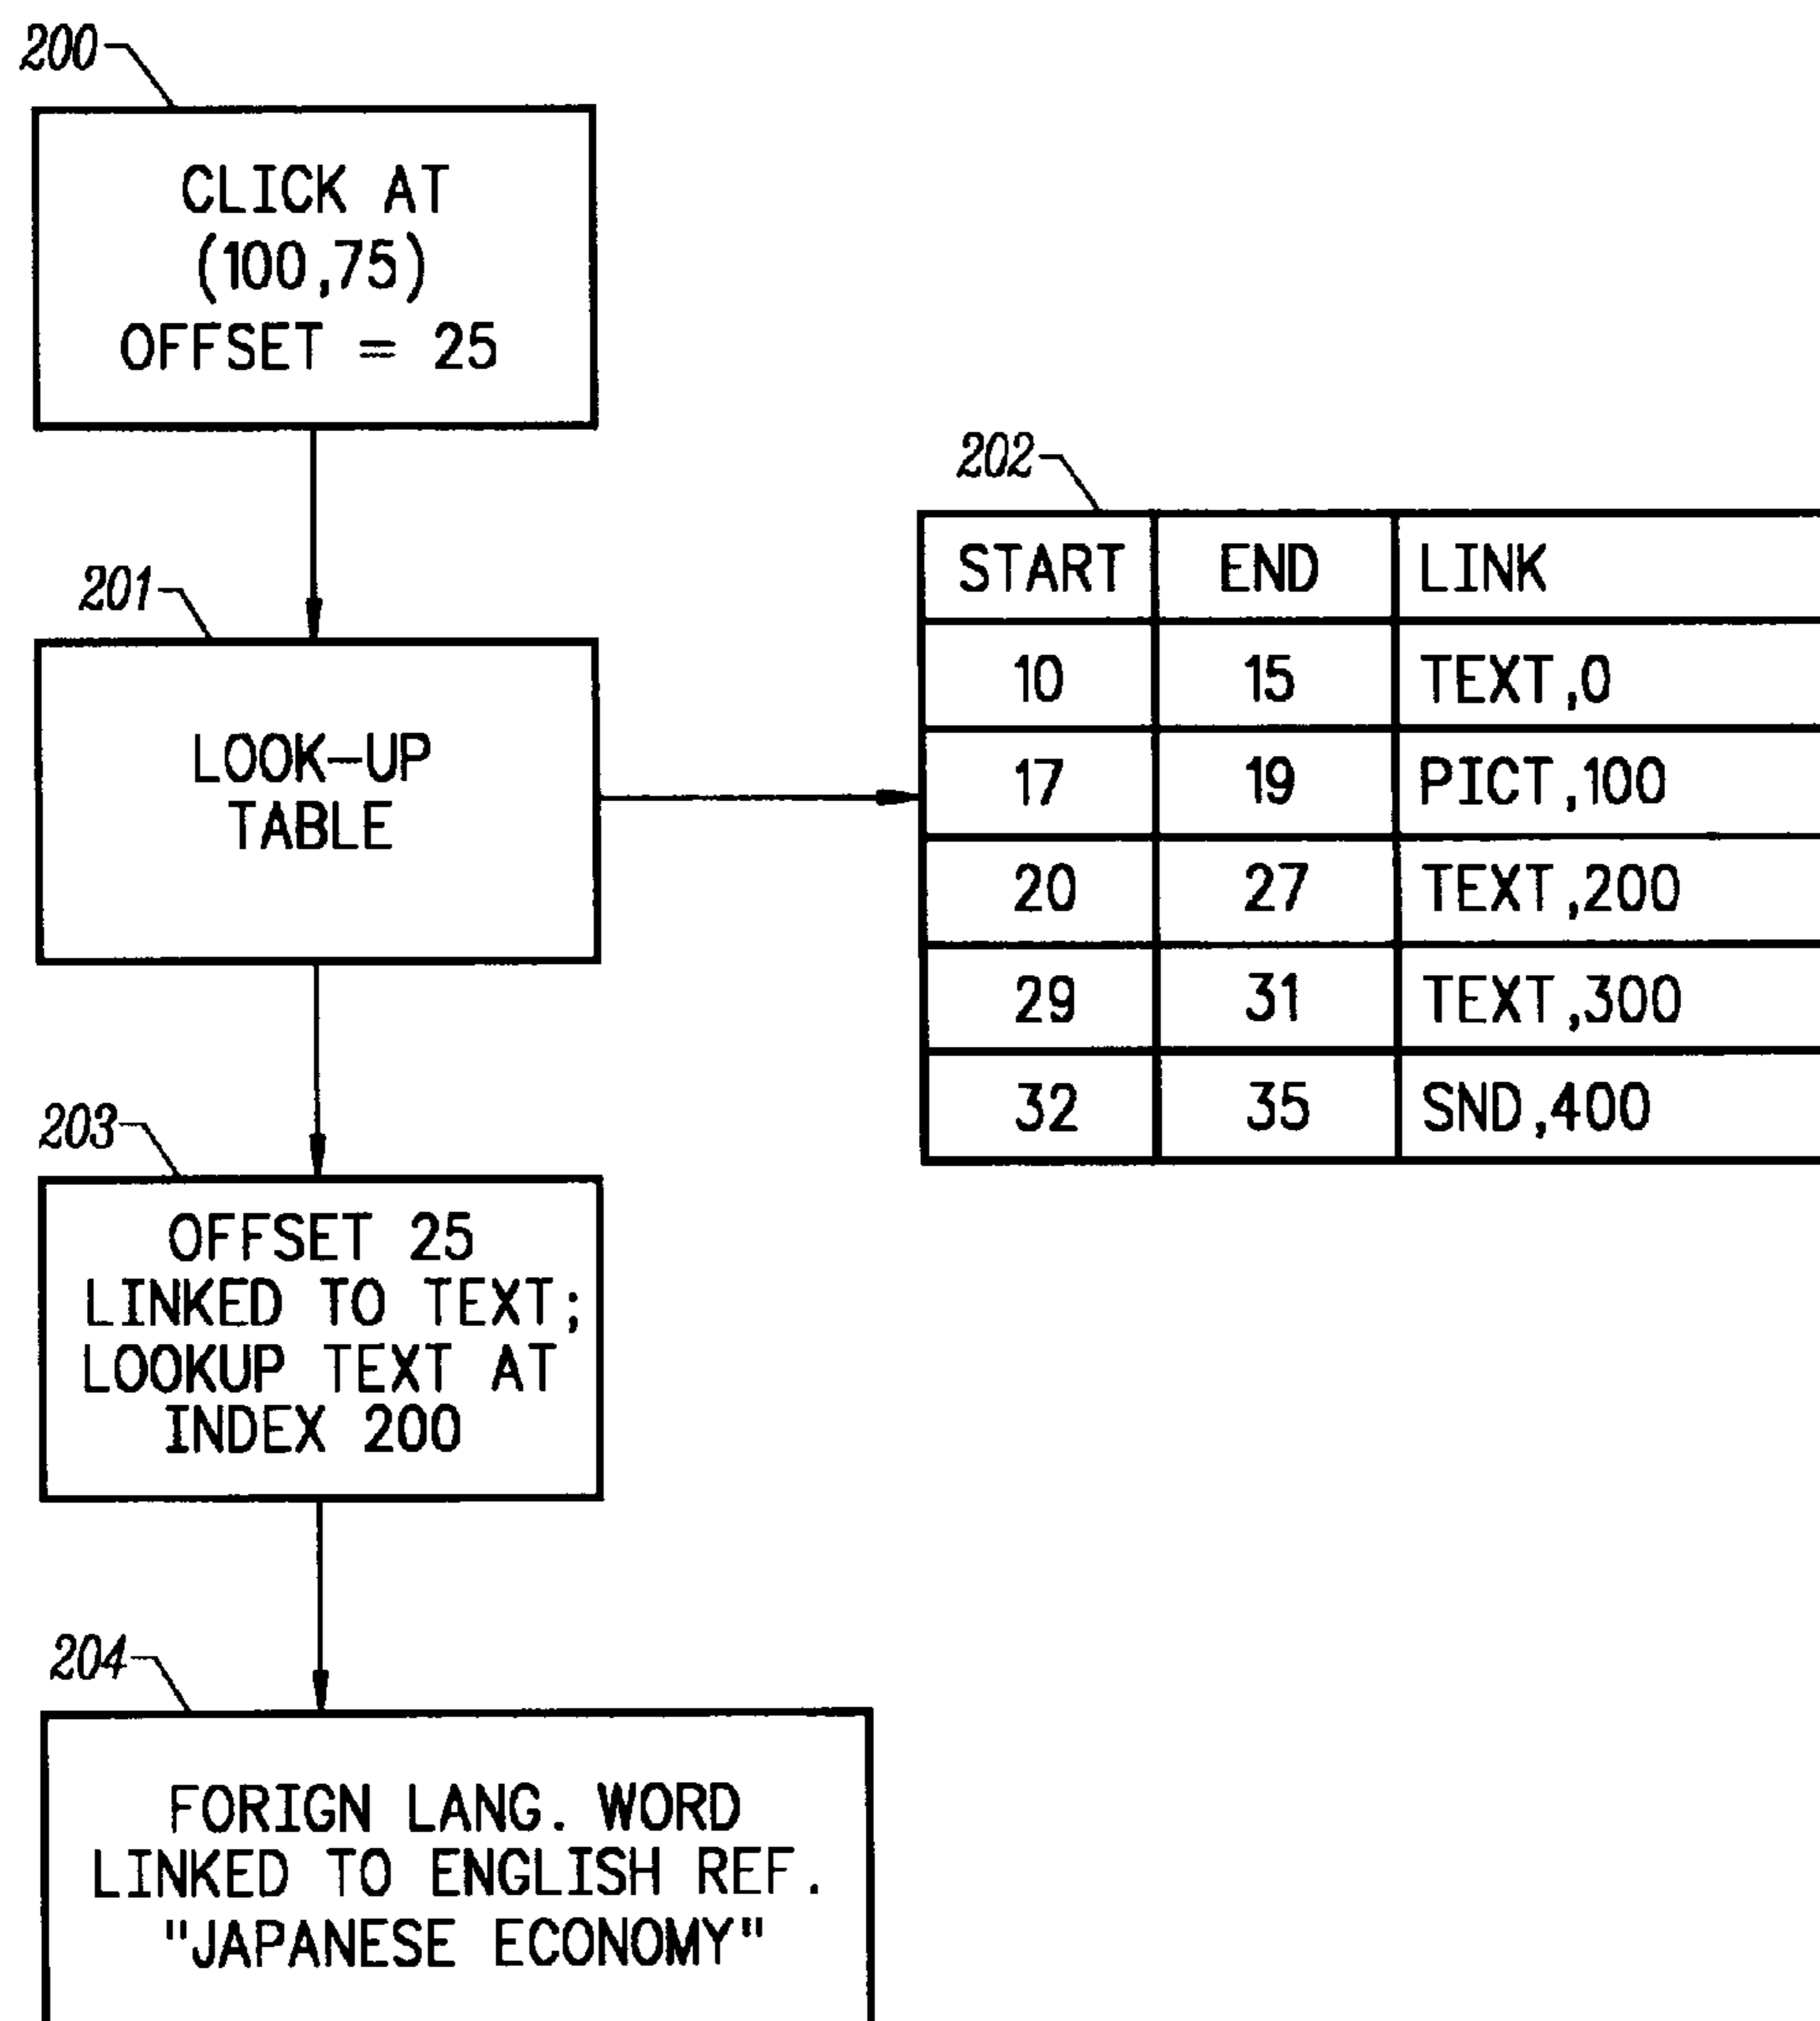 200
CLICK AT
(100,75)
OFFSET = 25
201
LOOK-UP
TABLE
202
START END LINK
10 15 TEXT,0
17 19 PICT,100
20 27 TEXT,200
29 31 TEXT,300
32 35 SND,400
203
OFFSET 25
LINKED TO TEXT;
LOOKUP TEXT AT
INDEX 200
204
FORIGN LANG. WORD
LINKED TO ENGLISH REF.
"JAPANESE ECONOMY"